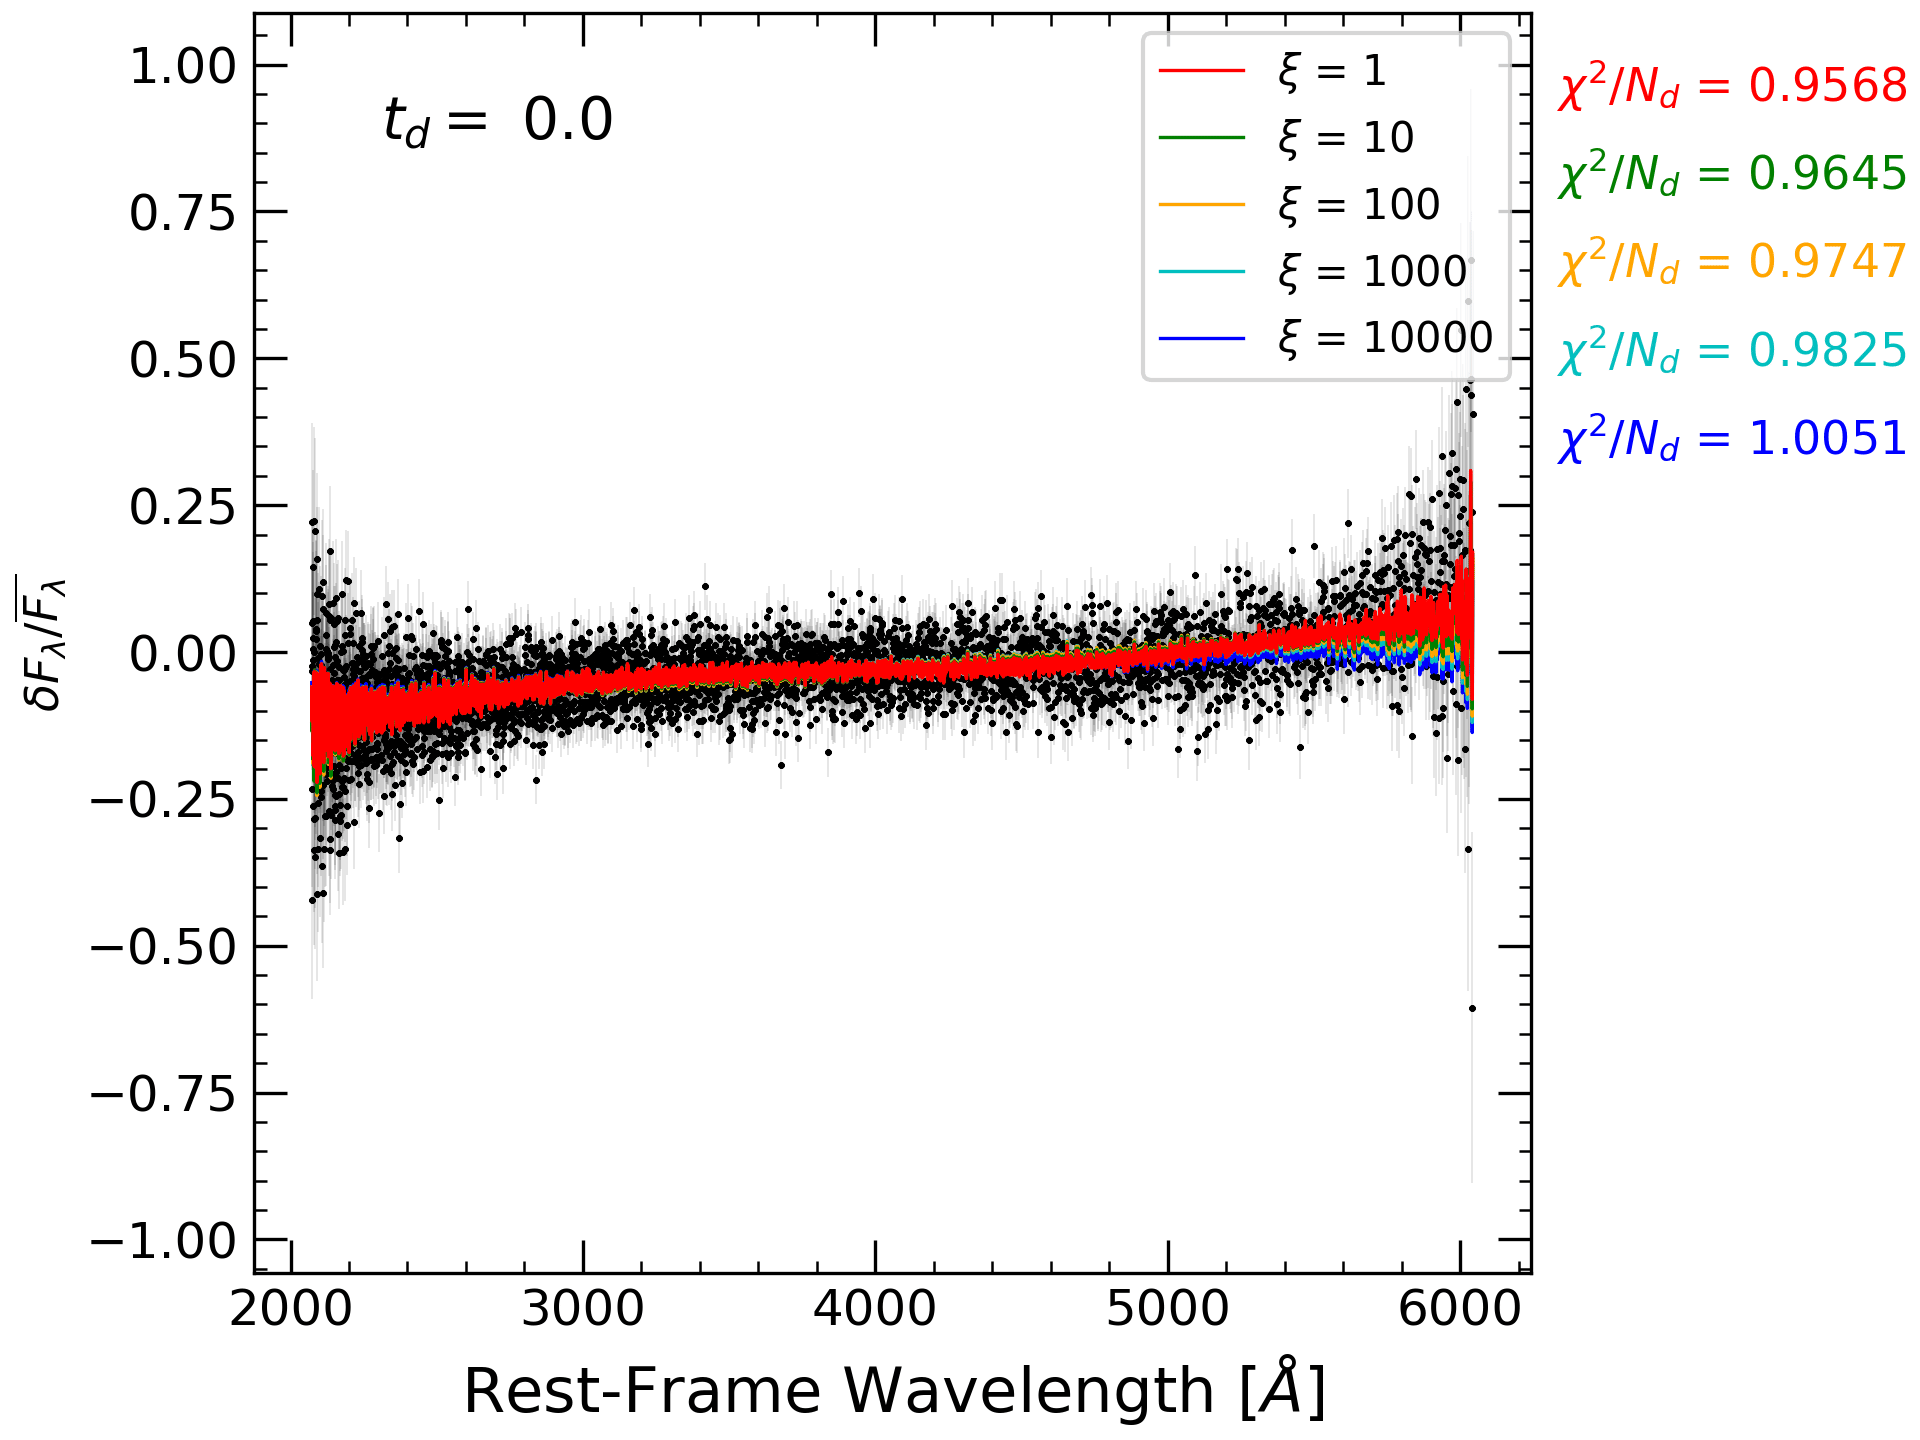 t_d = 0.0
ξ = 1
ξ = 10
ξ = 100
ξ = 1000
ξ = 10000
χ²/N_d = 0.9568
χ²/N_d = 0.9645
χ²/N_d = 0.9747
χ²/N_d = 0.9825
χ²/N_d = 1.0051
1.00
0.75
0.50
0.25
0.00
−0.25
−0.50
−0.75
−1.00
δF_λ/F̅_λ
2000 3000 4000 5000 6000
Rest-Frame Wavelength [Å]